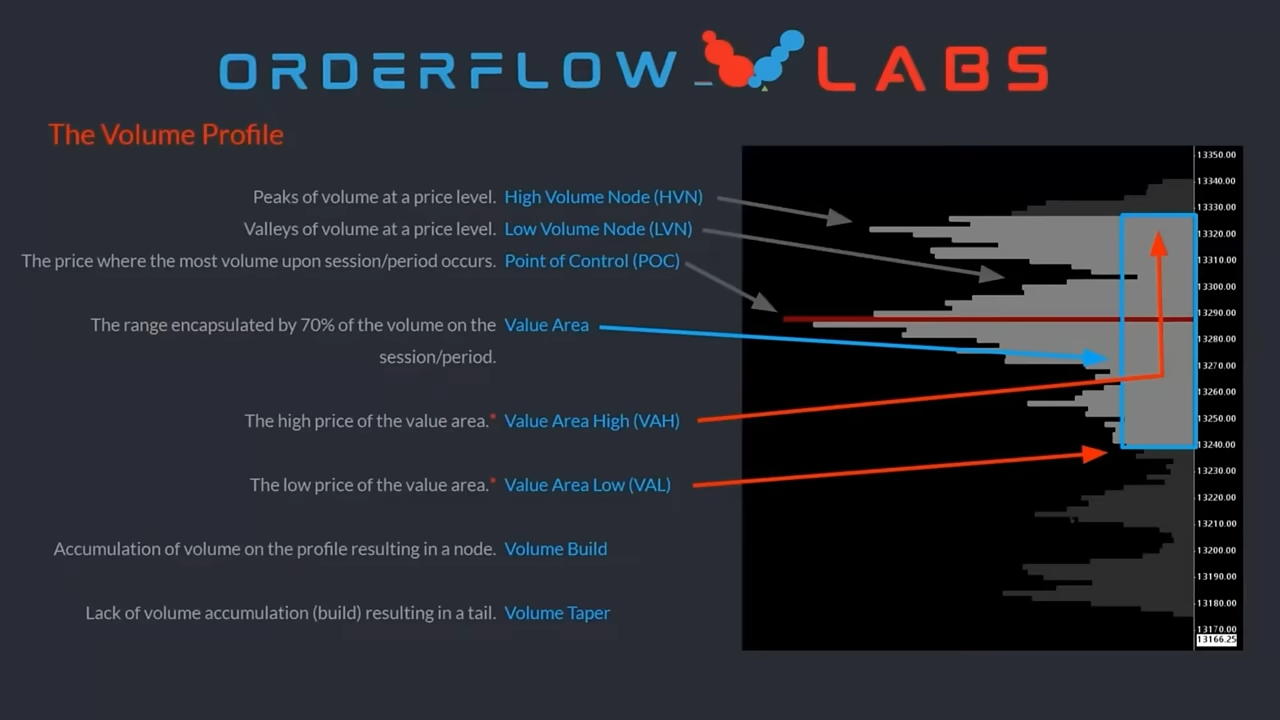 ORDERFLOW LABS
The Volume Profile
Peaks of volume at a price level. High Volume Node (HVN)
Valleys of volume at a price level. Low Volume Node (LVN)
The price where the most volume upon session/period occurs. Point of Control (POC)
The range encapsulated by 70% of the volume on the Value Area
session/period.
The high price of the value area.* Value Area High (VAH)
The low price of the value area.* Value Area Low (VAL)
Accumulation of volume on the profile resulting in a node. Volume Build
Lack of volume accumulation (build) resulting in a tail. Volume Taper
13350.00
13340.00
13330.00
13320.00
13310.00
13300.00
13290.00
13280.00
13270.00
13260.00
13250.00
13240.00
13230.00
13220.00
13210.00
13200.00
13190.00
13180.00
13170.00
13166.25